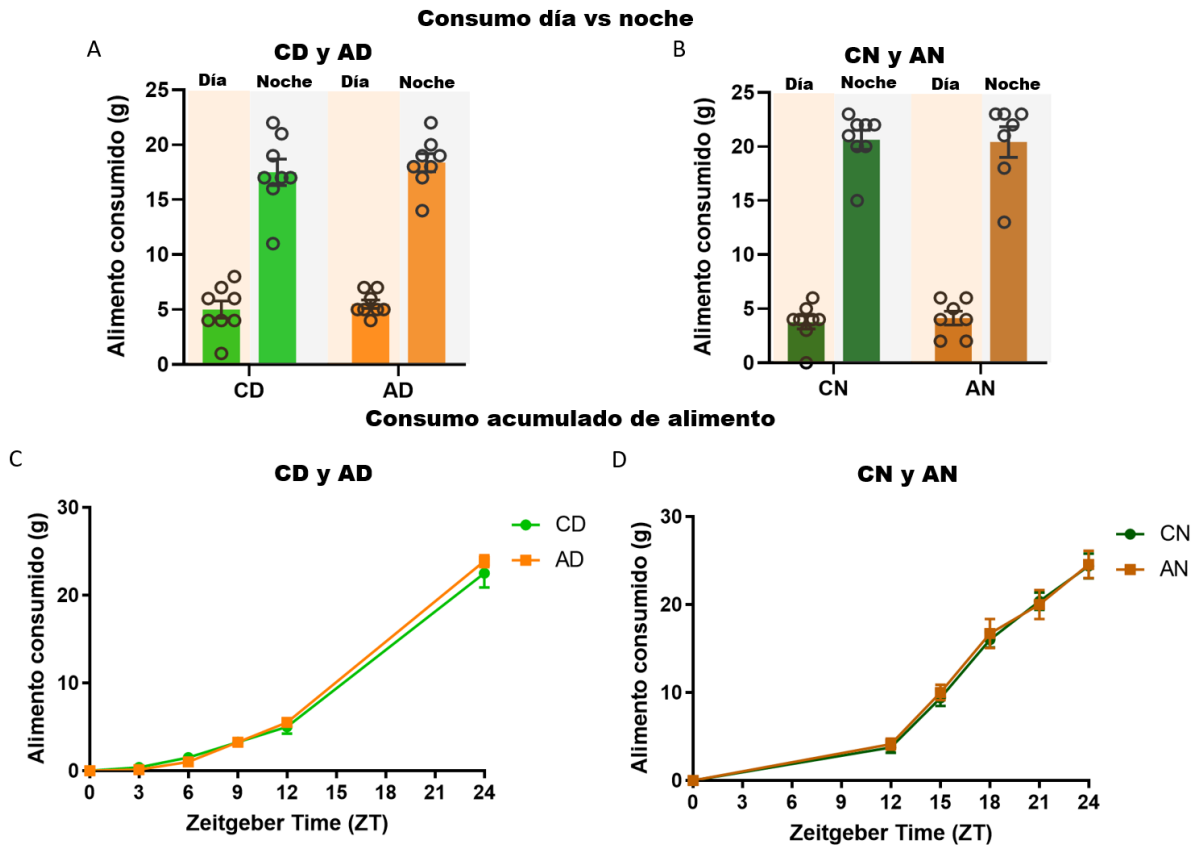 Consumo día vs noche
A
CD y AD
Día Noche Día Noche
Alimento consumido (g)
25
20
15
10
5
0
CD AD
B
CN y AN
Día Noche Día Noche
Alimento consumido (g)
25
20
15
10
5
0
CN AN
Consumo acumulado de alimento
C
CD y AD
Alimento consumido (g)
30
20
10
0
0 3 6 9 12 15 18 21 24
Zeitgeber Time (ZT)
CD
AD
D
CN y AN
Alimento consumido (g)
30
20
10
0
0 3 6 9 12 15 18 21 24
Zeitgeber Time (ZT)
CN
AN